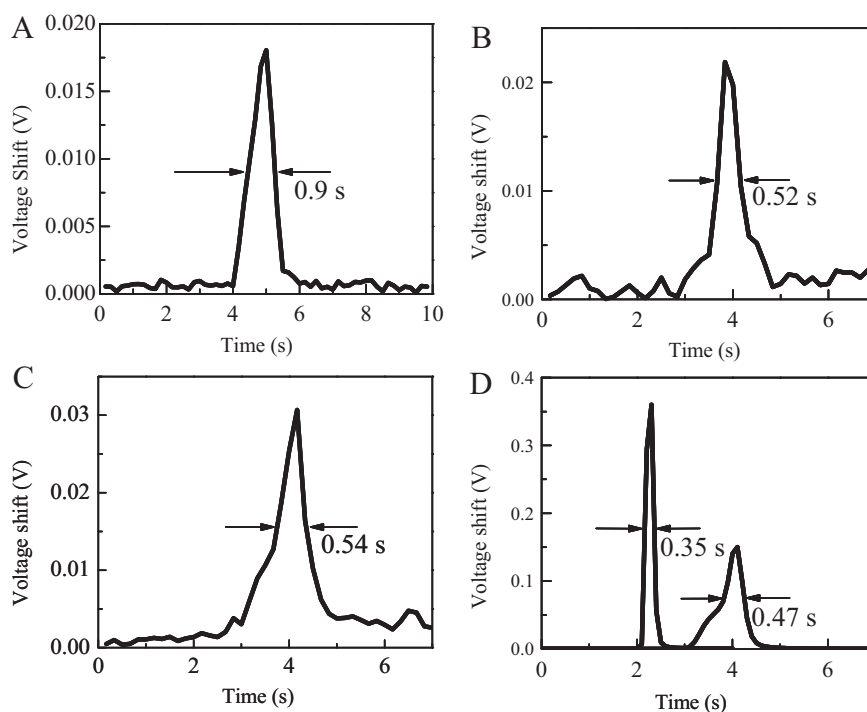 A
Voltage Shift (V)
0.020
0.015
0.010
0.005
0.000
0.9 s
0 2 4 6 8 10
Time (s)
B
Voltage shift (V)
0.02
0.01
0.00
0.52 s
0 2 4 6
Time (s)
C
Voltage shift (V)
0.03
0.02
0.01
0.00
0.54 s
0 2 4 6
Time (s)
D
Voltage shift (V)
0.4
0.3
0.2
0.1
0.0
0.35 s
0.47 s
0 2 4 6
Time (s)